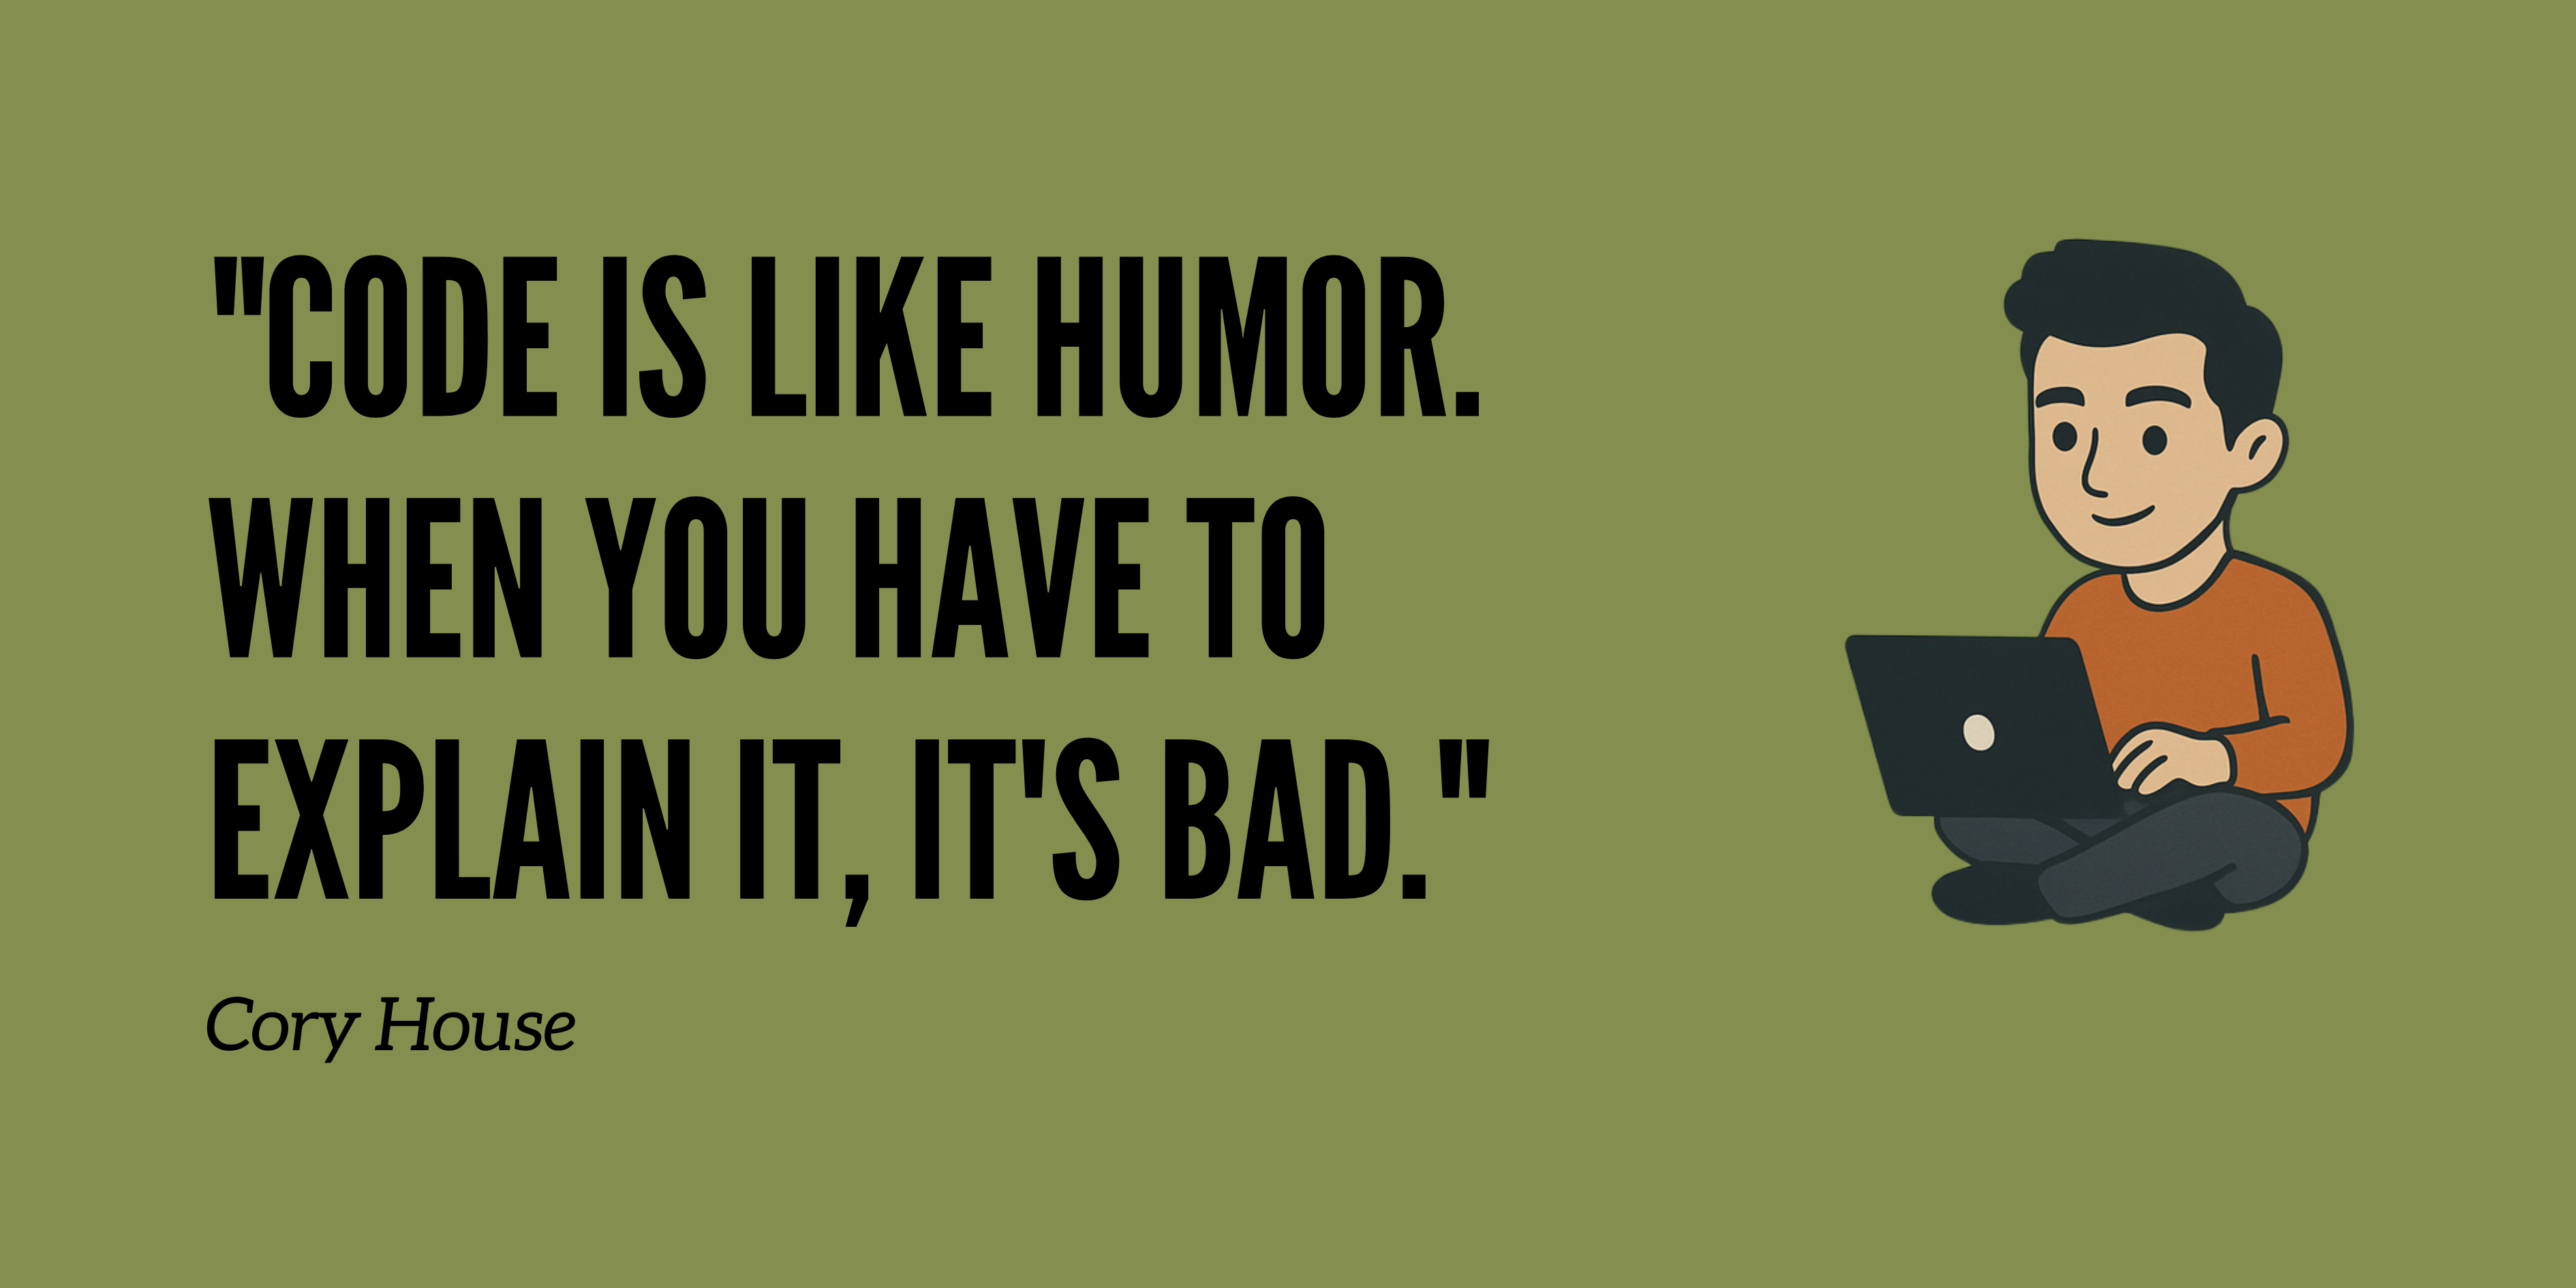 "CODE IS LIKE HUMOR.
WHEN YOU HAVE TO
EXPLAIN IT, IT'S BAD."
Cory House